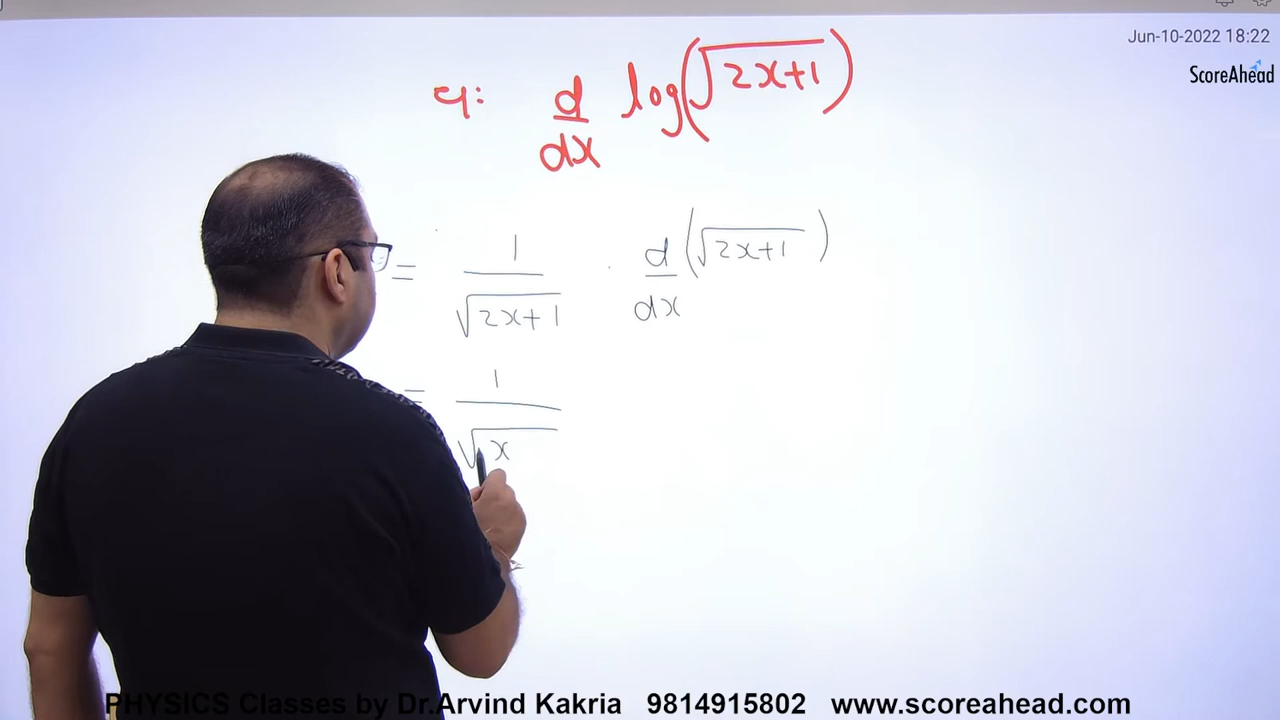 Jun-10-2022 18:22
ScoreAhead
4: d/dx log(√(2x+1))
= 1/√(2x+1) · d/dx (√(2x+1))
= 1/√x
PHYSICS Classes by Dr.Arvind Kakria 9814915802 www.scoreahead.com